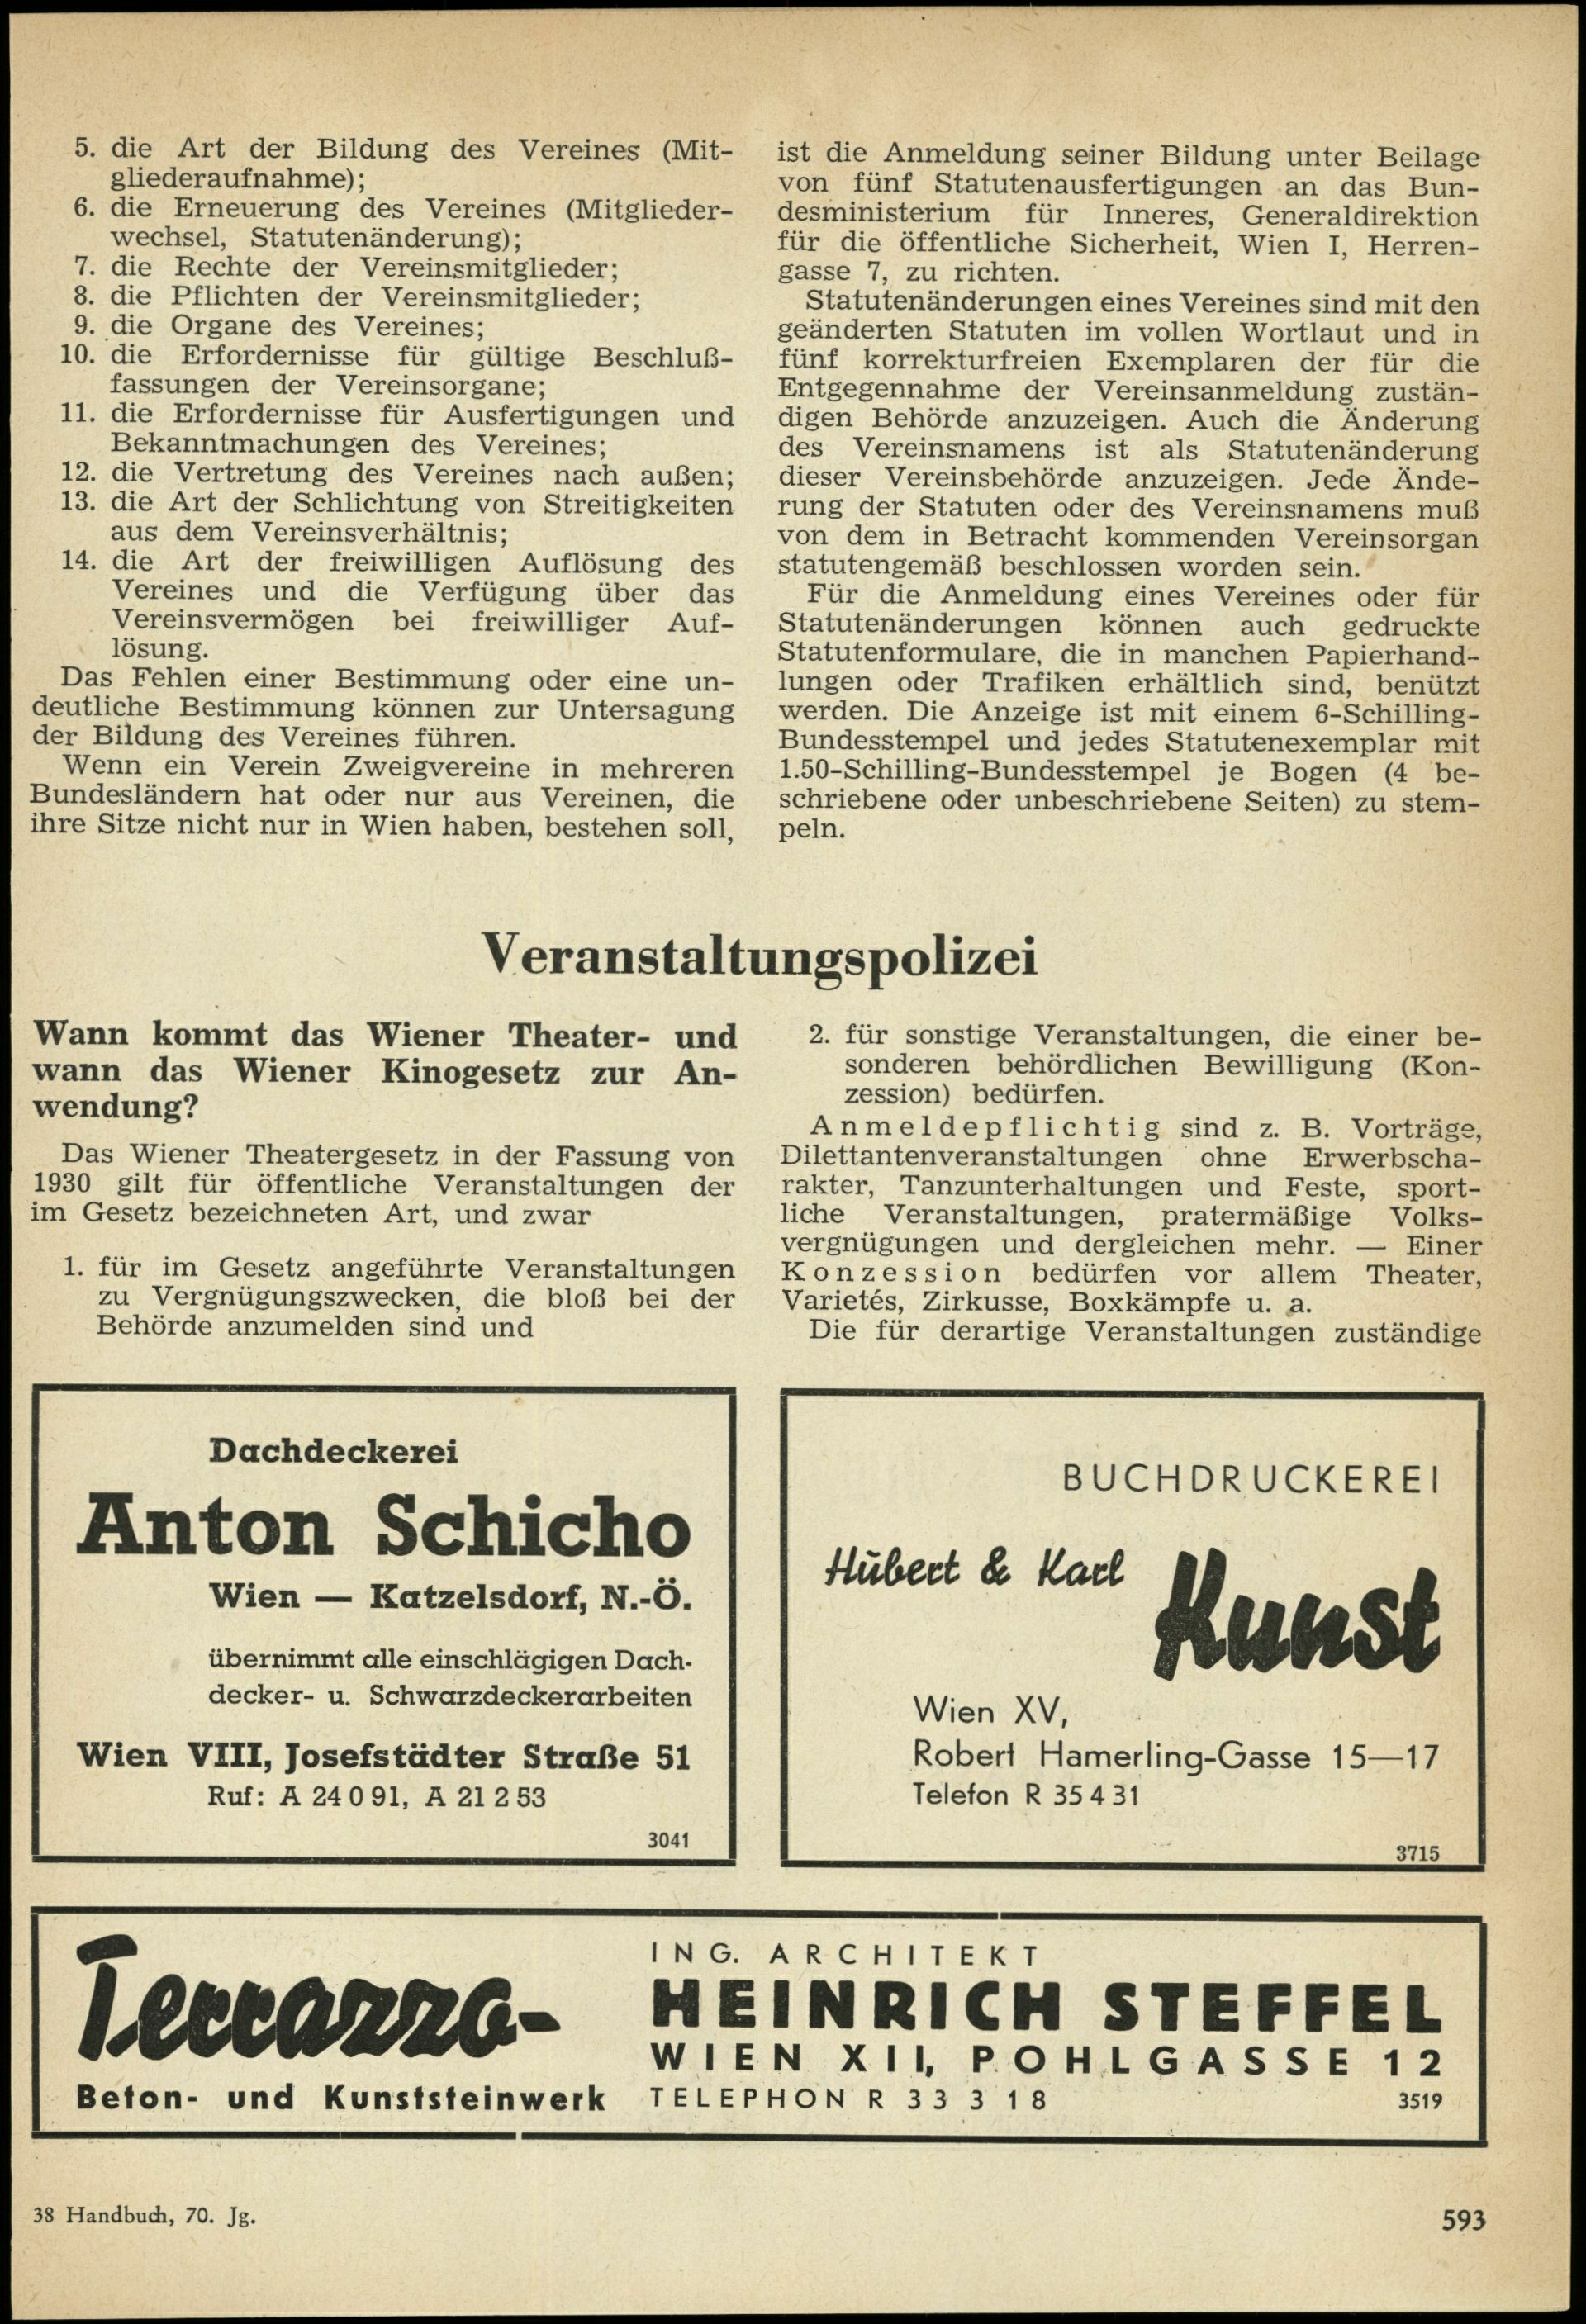 5. die Art der Bildung des Vereines (Mit-
gliederaufnahme);
6. die Erneuerung des Vereines (Mitglieder-
wechsel, Statutenänderung);
7. die Rechte der Vereinsmitglieder;
8. die Pflichten der Vereinsmitglieder;
9. die Organe des Vereines;
10. die Erfordernisse für gültige Beschluß-
fassungen der Vereinsorgane;
11. die Erfordernisse für Ausfertigungen und
Bekanntmachungen des Vereines;
12. die Vertretung des Vereines nach außen;
13. die Art der Schlichtung von Streitigkeiten
aus dem Vereinsverhältnis;
14. die Art der freiwilligen Auflösung des
Vereines und die Verfügung über das
Vereinsvermögen bei freiwilliger Auf-
lösung.
Das Fehlen einer Bestimmung oder eine un-
deutliche Bestimmung können zur Untersagung
der Bildung des Vereines führen.
Wenn ein Verein Zweigvereine in mehreren
Bundesländern hat oder nur aus Vereinen, die
ihre Sitze nicht nur in Wien haben, bestehen soll,
ist die Anmeldung seiner Bildung unter Beilage
von fünf Statutenausfertigungen an das Bun-
desministerium für Inneres, Generaldirektion
für die öffentliche Sicherheit, Wien I, Herren-
gasse 7, zu richten.
Statutenänderungen eines Vereines sind mit den
geänderten Statuten im vollen Wortlaut und in
fünf korrekturfreien Exemplaren der für die
Entgegennahme der Vereinsanmeldung zustän-
digen Behörde anzuzeigen. Auch die Änderung
des Vereinsnamens ist als Statutenänderung
dieser Vereinsbehörde anzuzeigen. Jede Ände-
rung der Statuten oder des Vereinsnamens muß
von dem in Betracht kommenden Vereinsorgan
statutengemäß beschlossen worden sein.
Für die Anmeldung eines Vereines oder für
Statutenänderungen können auch gedruckte
Statutenformulare, die in manchen Papierhand-
lungen oder Trafiken erhältlich sind, benützt
werden. Die Anzeige ist mit einem 6-Schilling-
Bundesstempel und jedes Statutenexemplar mit
1.50-Schilling-Bundesstempel je Bogen (4 be-
schriebene oder unbeschriebene Seiten) zu stem-
peln.
Veranstaltungspolizei
Wann kommt das Wiener Theater- und
wann das Wiener Kinogesetz zur An-
wendung?
Das Wiener Theatergesetz in der Fassung von
1930 gilt für öffentliche Veranstaltungen der
im Gesetz bezeichneten Art, und zwar
1. für im Gesetz angeführte Veranstaltungen
zu Vergnügungszwecken, die bloß bei der
Behörde anzumelden sind und
2. für sonstige Veranstaltungen, die einer be-
sonderen behördlichen Bewilligung (Kon-
zession) bedürfen.
Anmeldepflichtig sind z. B. Vorträge,
Dilettantenveranstaltungen ohne Erwerbscha-
rakter, Tanzunterhaltungen und Feste, sport-
liche Veranstaltungen, pratermäßige Volks-
vergnügungen und dergleichen mehr. — Einer
Konzession bedürfen vor allem Theater,
Varietés, Zirkusse, Boxkämpfe u. a.
Die für derartige Veranstaltungen zuständige
Dachdeckerei
Anton Schicho
Wien — Katzelsdorf, N.-Ö.
übernimmt alle einschlägigen Dach-
decker- u. Schwarzdeckerarbeiten
Wien VIII, Josefstädter Straße 51
Ruf: A 24 0 91, A 21 2 53
3041
BUCHDRUCKEREI
Hubert & Karl
Kunst
Wien XV,
Robert Hamerling-Gasse 15—17
Telefon R 35 4 31
3715
Terrazzo-
Beton- und Kunststeinwerk
ING. ARCHITEKT
HEINRICH STEFFEL
WIEN XII, POHLGASSE 12
TELEPHON R 33 3 18
3519
38 Handbuch, 70. Jg.
593